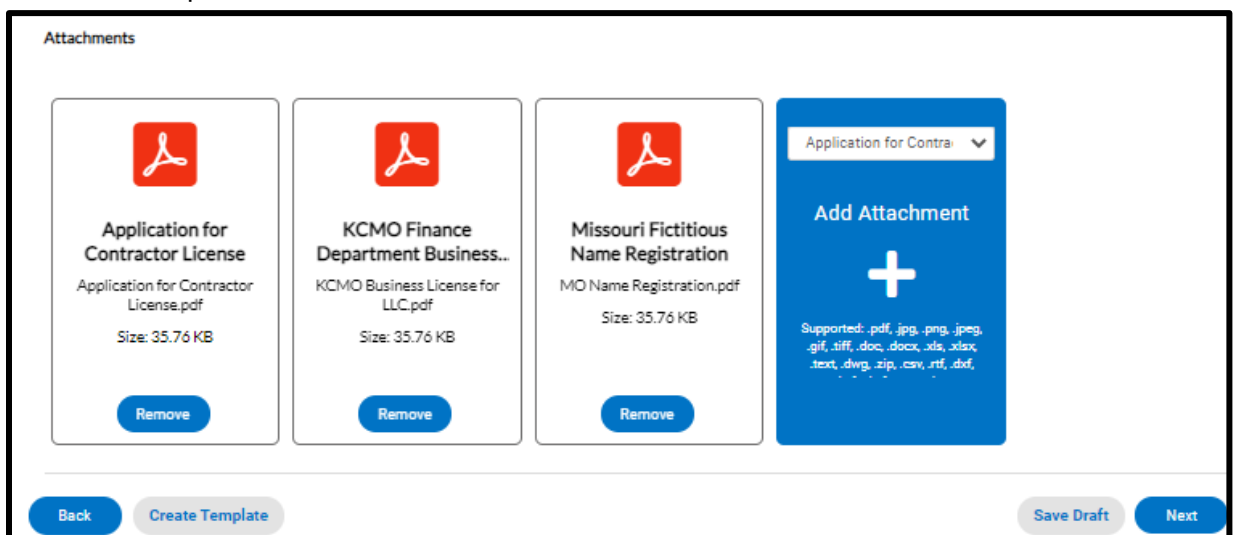 Attachments
Application for
Contractor License
Application for Contractor
License.pdf
Size: 35.76 KB
Remove
KCMO Finance
Department Business...
KCMO Business License for
LLC.pdf
Size: 35.76 KB
Remove
Missouri Fictitious
Name Registration
MO Name Registration.pdf
Size: 35.76 KB
Remove
Application for Contra
Add Attachment
Supported: .pdf, .jpg, .png, .jpeg,
.gif, .tiff, .doc, .docx, .xls, .xlsx,
.text, .dwg, .zip, .csv, .rtf, .dxf,
Back
Create Template
Save Draft
Next